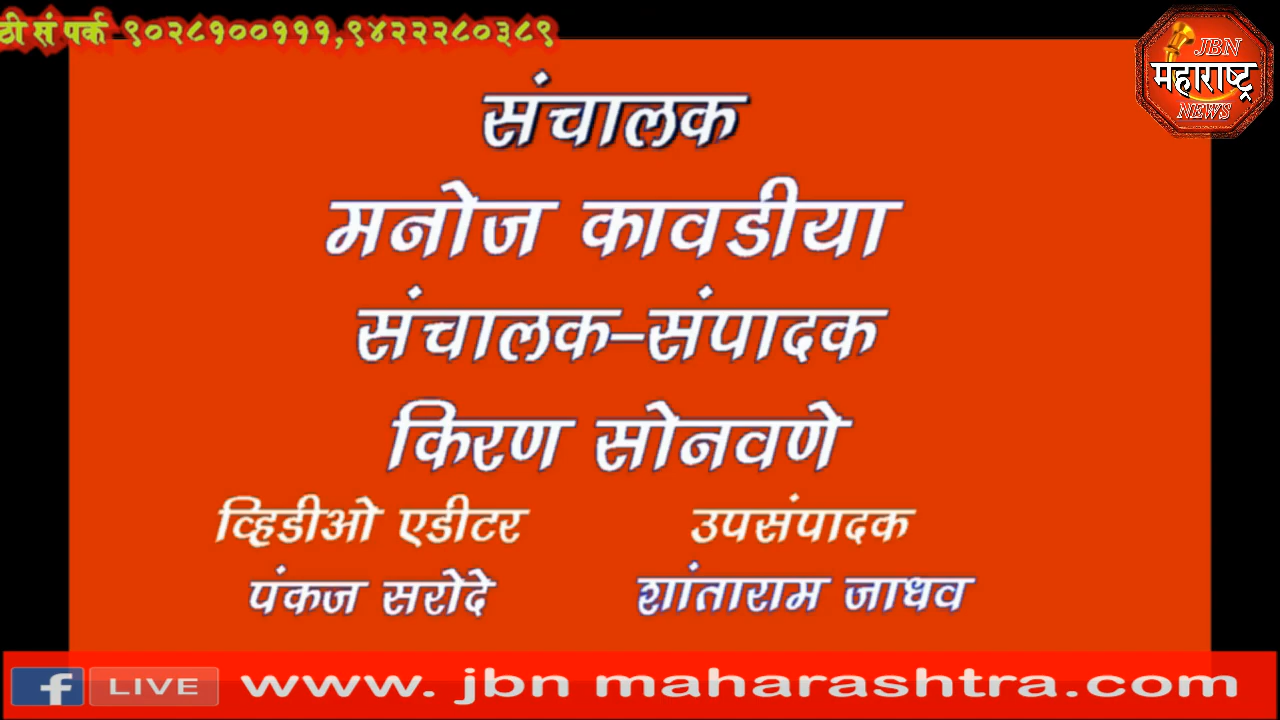 ठी संपर्क ९०२८१००१११,९४२२२८०३८९
JBN
महाराष्ट्र
NEWS
संचालक
मनोज कावडीया
संचालक-संपादक
किरण सोनवणे
व्हिडीओ एडीटर उपसंपादक
पंकज सरोदे शांताराम जाधव
f LIVE www. jbn maharashtra.com